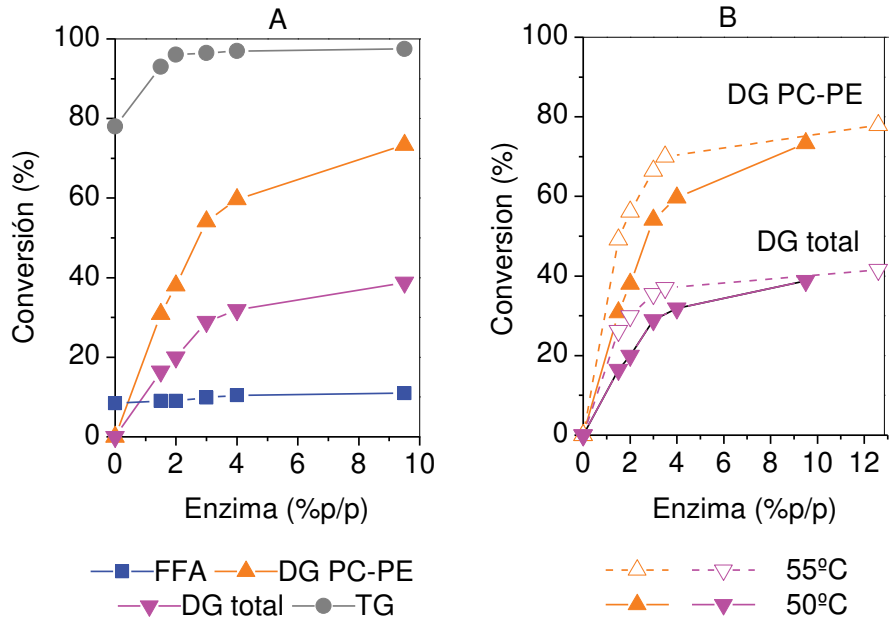 A
100
80
60
40
20
0
Conversión (%)
0 2 4 6 8 10
Enzima (%p/p)
FFA DG PC-PE
DG total TG
B
100
80
60
40
20
0
Conversion (%)
DG PC-PE
DG total
0 2 4 6 8 10 12
Enzima (%p/p)
55ºC
50ºC